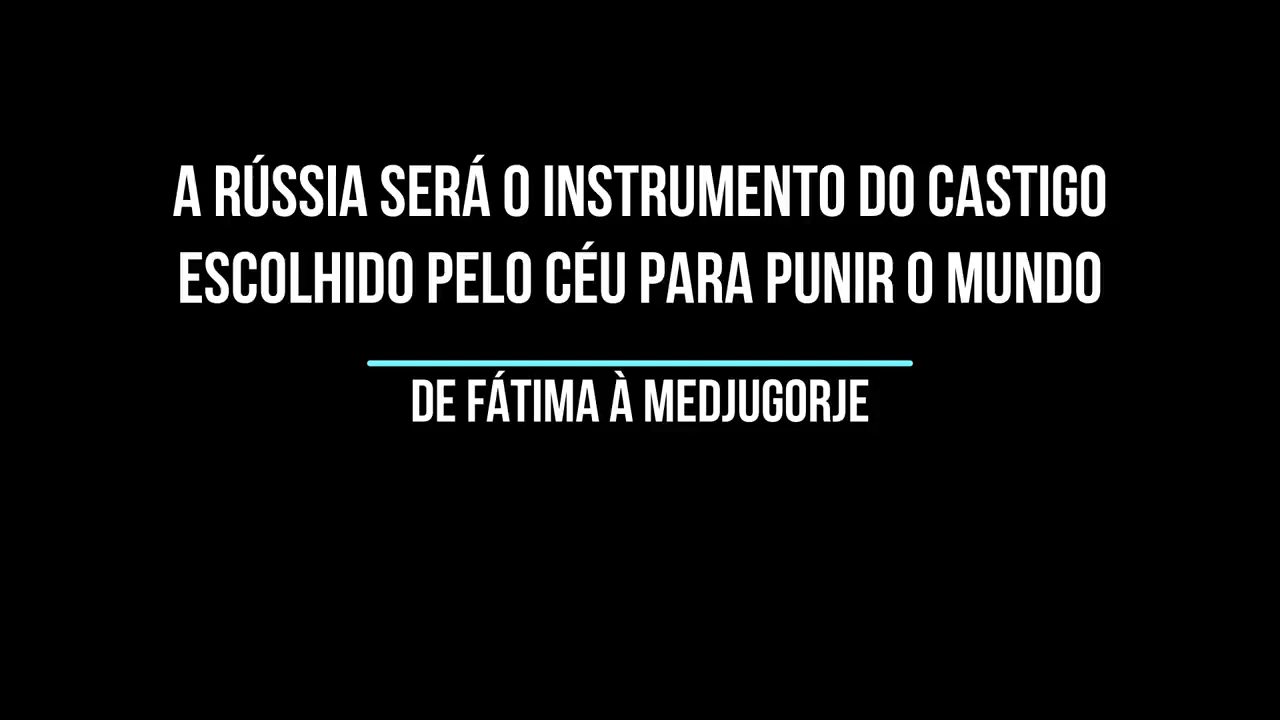 A RÚSSIA SERÁ O INSTRUMENTO DO CASTIGO
ESCOLHIDO PELO CÉU PARA PUNIR O MUNDO
DE FÁTIMA À MEDJUGORJE